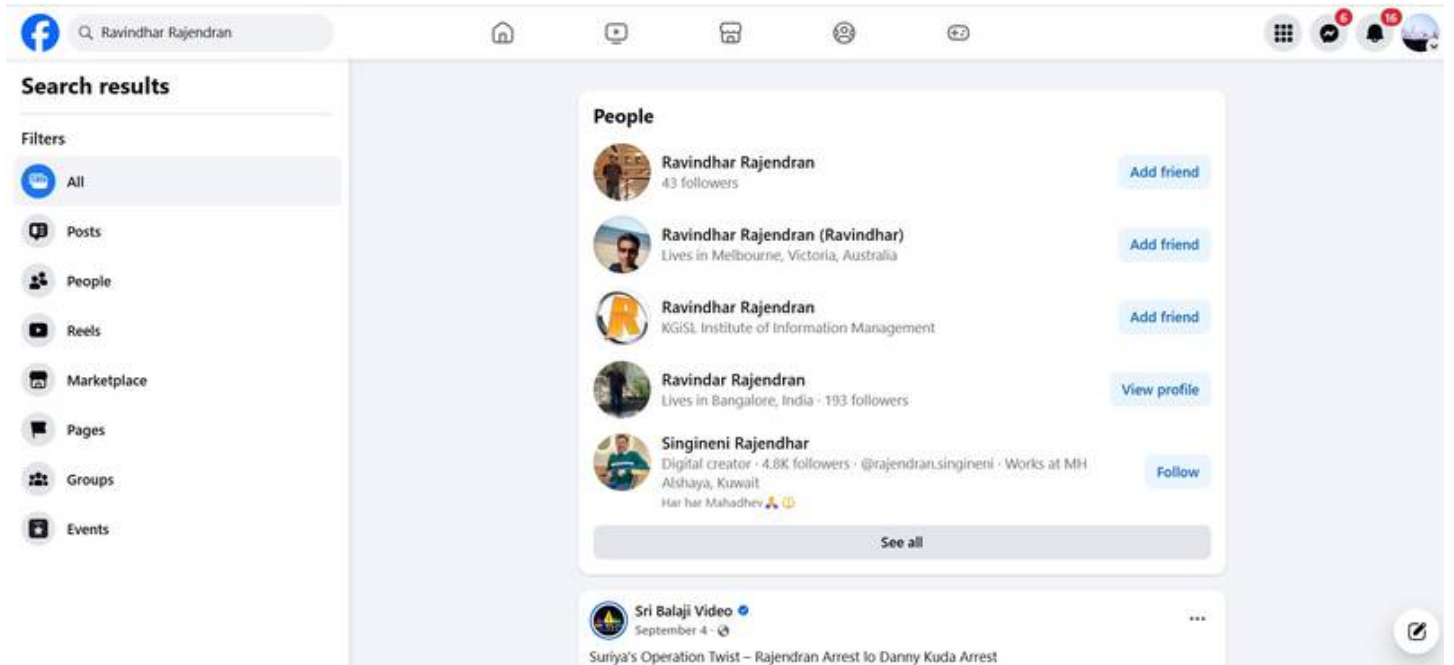 Ravindhar Rajendran
6
16
Search results
Filters
All
Posts
People
Reels
Marketplace
Pages
Groups
Events
People
Ravindhar Rajendran
43 followers
Add friend
Ravindhar Rajendran (Ravindhar)
Lives in Melbourne, Victoria, Australia
Add friend
Ravindhar Rajendran
KGiSL Institute of Information Management
Add friend
Ravindar Rajendran
Lives in Bangalore, India · 193 followers
View profile
Singineni Rajendhar
Digital creator · 4.8K followers · @rajendran.singineni · Works at MH
Alshaya, Kuwait
Har har Mahadhev
Follow
See all
Sri Balaji Video
September 4 ·
Suriya's Operation Twist – Rajendran Arrest lo Danny Kuda Arrest